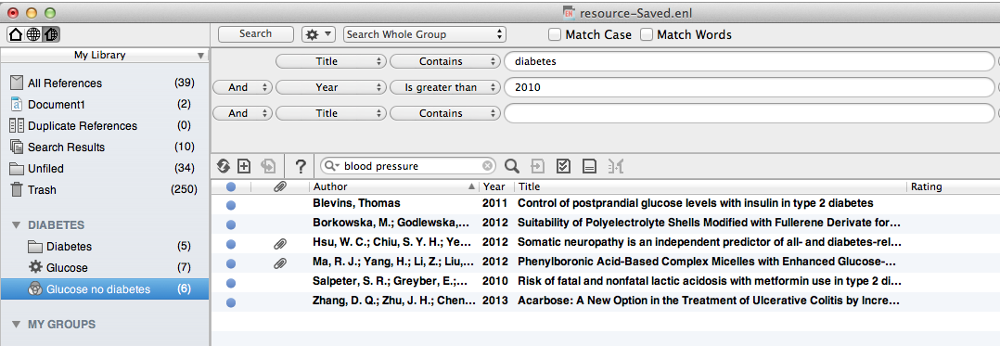 resource-Saved.enl
Search Search Whole Group Match Case Match Words
My Library
Title Contains diabetes
All References (39)
And Year Is greater than 2010
Document1 (2)
And Title Contains
Duplicate References (0)
Search Results (10)
Unfiled (34)
? blood pressure
Trash (250)
Author Year Title Rating
Blevins, Thomas 2011 Control of postprandial glucose levels with insulin in type 2 diabetes
DIABETES
Borkowska, M.; Godlewska,... 2012 Suitability of Polyelectrolyte Shells Modified with Fullerene Derivate for...
Diabetes (5)
Hsu, W. C.; Chiu, S. Y. H.; Ye... 2012 Somatic neuropathy is an independent predictor of all- and diabetes-rel...
Glucose (7)
Ma, R. J.; Yang, H.; Li, Z.; Liu,... 2012 Phenylboronic Acid-Based Complex Micelles with Enhanced Glucose-...
Glucose no diabetes (6)
Salpeter, S. R.; Greyber, E.;... 2010 Risk of fatal and nonfatal lactic acidosis with metformin use in type 2 di...
Zhang, D. Q.; Zhu, J. H.; Chen... 2013 Acarbose: A New Option in the Treatment of Ulcerative Colitis by Incre...
MY GROUPS